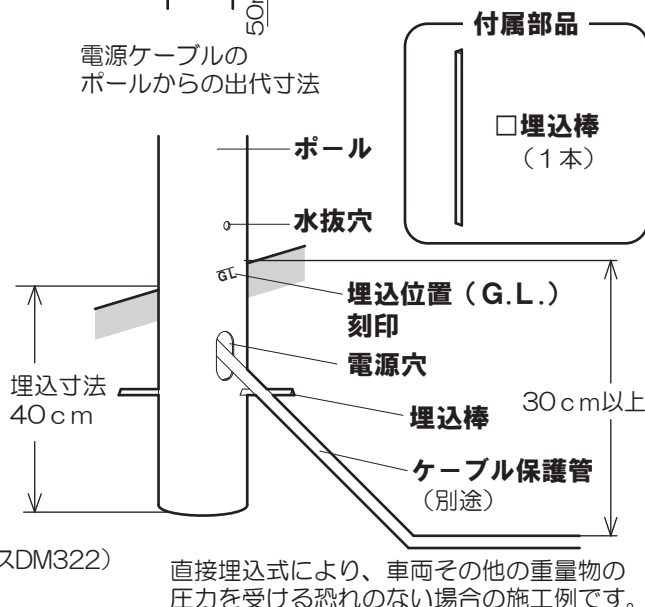 50m
電源ケーブルの
ポールからの出代寸法
付属部品
□埋込棒
（1本）
ポール
水抜穴
GL
埋込位置（G.L.）
刻印
電源穴
埋込寸法
40cm
埋込棒
30cm以上
ケーブル保護管
（別途）
スDM322）
直接埋込式により、車両その他の重量物の
圧力を受ける恐れのない場合の施工例です。